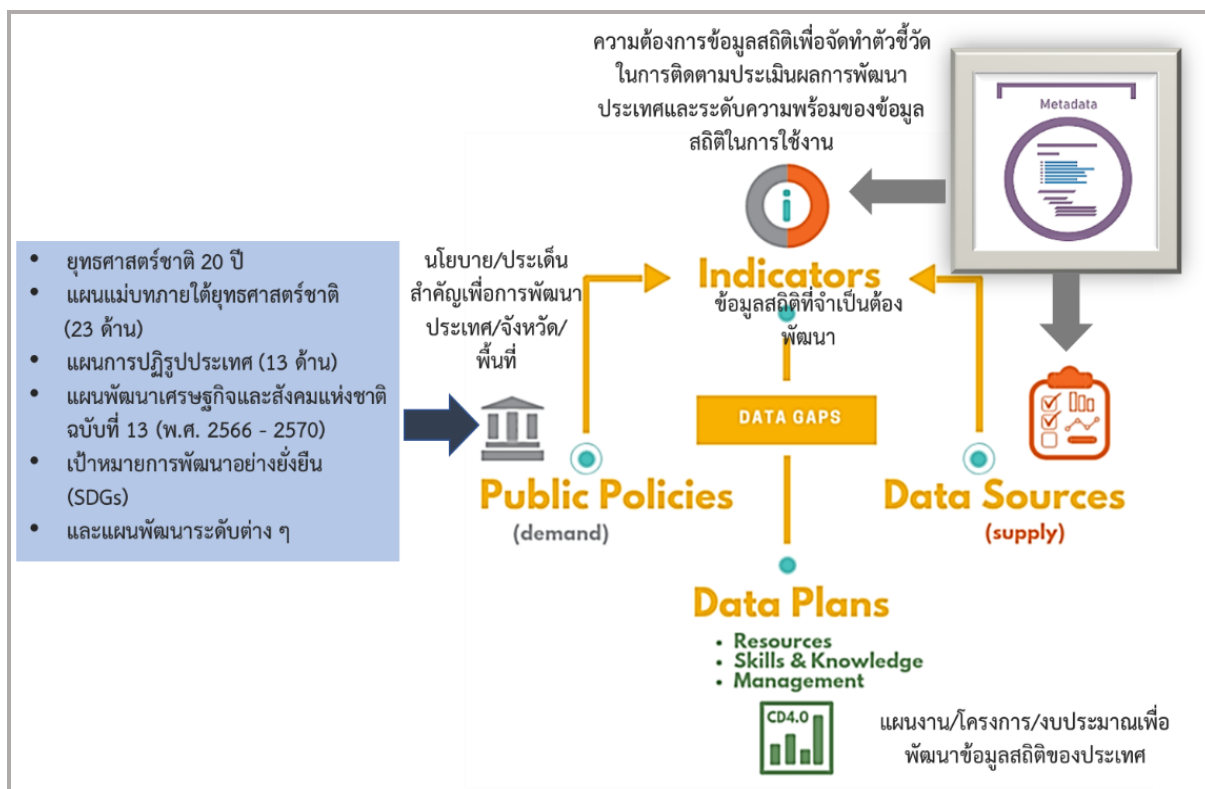 ความต้องการข้อมูลสถิติเพื่อจัดทำตัวชี้วัด
ในการติดตามประเมินผลการพัฒนา
ประเทศและระดับความพร้อมของข้อมูล
สถิติในการใช้งาน
Metadata
• ยุทธศาสตร์ชาติ 20 ปี
• แผนแม่บทภายใต้ยุทธศาสตร์ชาติ
(23 ด้าน)
• แผนการปฏิรูปประเทศ (13 ด้าน)
• แผนพัฒนาเศรษฐกิจและสังคมแห่งชาติ
ฉบับที่ 13 (พ.ศ. 2566 - 2570)
• เป้าหมายการพัฒนาอย่างยั่งยืน
(SDGs)
• และแผนพัฒนาระดับต่าง ๆ
นโยบาย/ประเด็น
สำคัญเพื่อการพัฒนา
ประเทศ/จังหวัด/
พื้นที่
Indicators
ข้อมูลสถิติที่จำเป็นต้อง
พัฒนา
DATA GAPS
Public Policies
(demand)
Data Sources
(supply)
Data Plans
• Resources
• Skills & Knowledge
• Management
CD4.0
แผนงาน/โครงการ/งบประมาณเพื่อ
พัฒนาข้อมูลสถิติของประเทศ